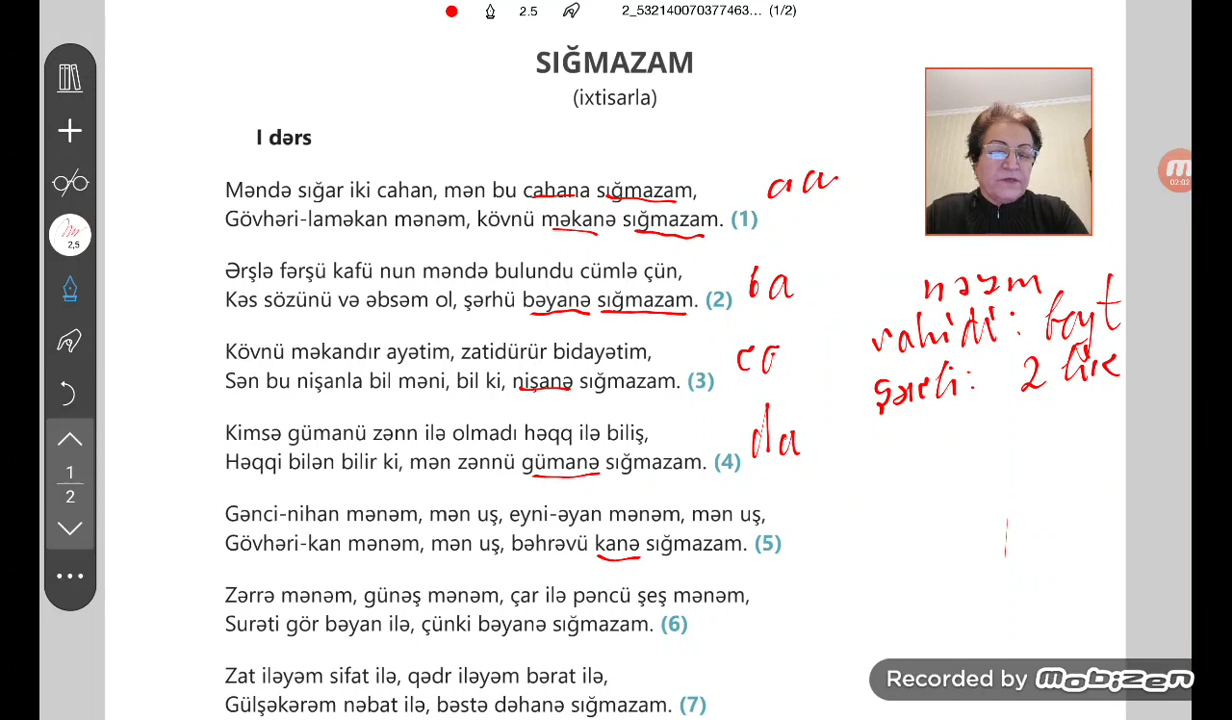 2.5
2_532140070377463... (1/2)
SIĞMAZAM
(ixtisarla)
I dərs
Məndə sığar iki cahan, mən bu cahana sığmazam,
Gövhəri-laməkan mənəm, kövnü məkanə sığmazam. (1)
aa
Ərşlə fərşü kafü nun məndə bulundu cümlə çün,
Kəs sözünü və əbsəm ol, şərhü bəyanə sığmazam. (2)
ba
Kövnü məkandır ayətim, zatidürür bidayətim,
Sən bu nişanla bil məni, bil ki, nişanə sığmazam. (3)
ca
Kimsə gümanü zənn ilə olmadı həqq ilə biliş,
Həqqi bilən bilir ki, mən zənnü gümanə sığmazam. (4)
da
Gənci-nihan mənəm, mən uş, eyni-əyan mənəm, mən uş,
Gövhəri-kan mənəm, mən uş, bəhrəvü kanə sığmazam. (5)
Zərrə mənəm, günəş mənəm, çar ilə pəncü şeş mənəm,
Surəti gör bəyan ilə, çünki bəyanə sığmazam. (6)
Zat iləyəm sifat ilə, qədr iləyəm bərat ilə,
Gülşəkərəm nəbat ilə, bəstə dəhanə sığmazam. (7)
nəzm
vahidi: beyt
2
2,5
1
2
02:02
Recorded by Mobizen